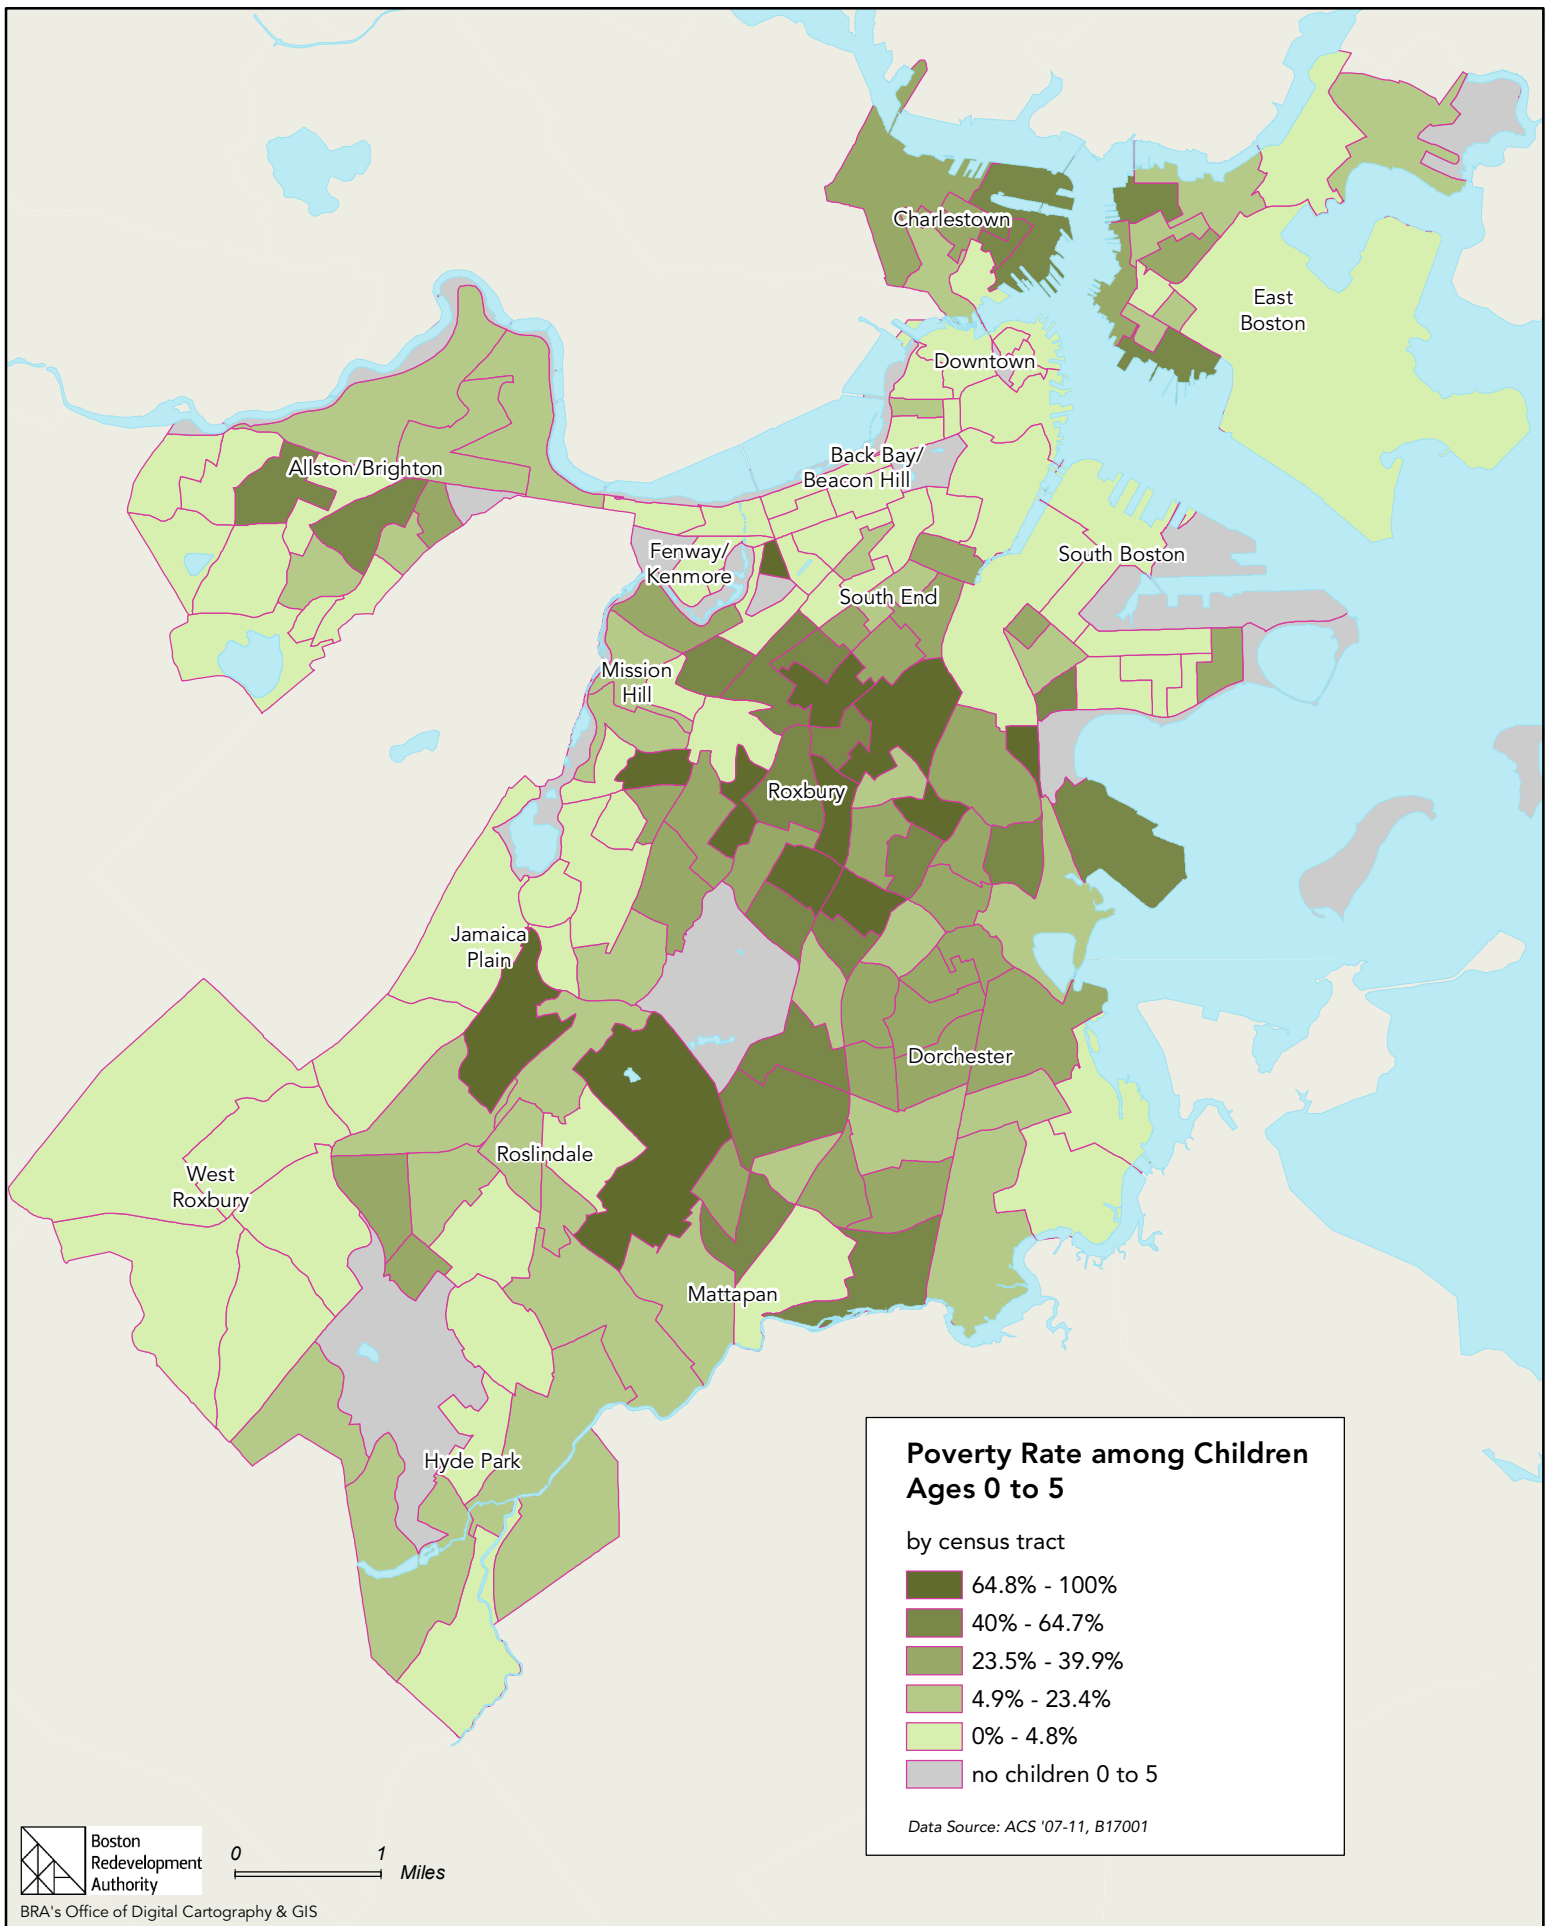 Charlestown
East
Boston
Downtown
Allston/Brighton
Back Bay/
Beacon Hill
Fenway/
Kenmore
South Boston
South End
Mission
Hill
Roxbury
Jamaica
Plain
Dorchester
Roslindale
West
Roxbury
Mattapan
Hyde Park
Poverty Rate among Children
Ages 0 to 5
by census tract
64.8% - 100%
40% - 64.7%
23.5% - 39.9%
4.9% - 23.4%
0% - 4.8%
no children 0 to 5
Data Source: ACS '07-11, B17001
Boston
Redevelopment
Authority
0 1
Miles
BRA's Office of Digital Cartography & GIS